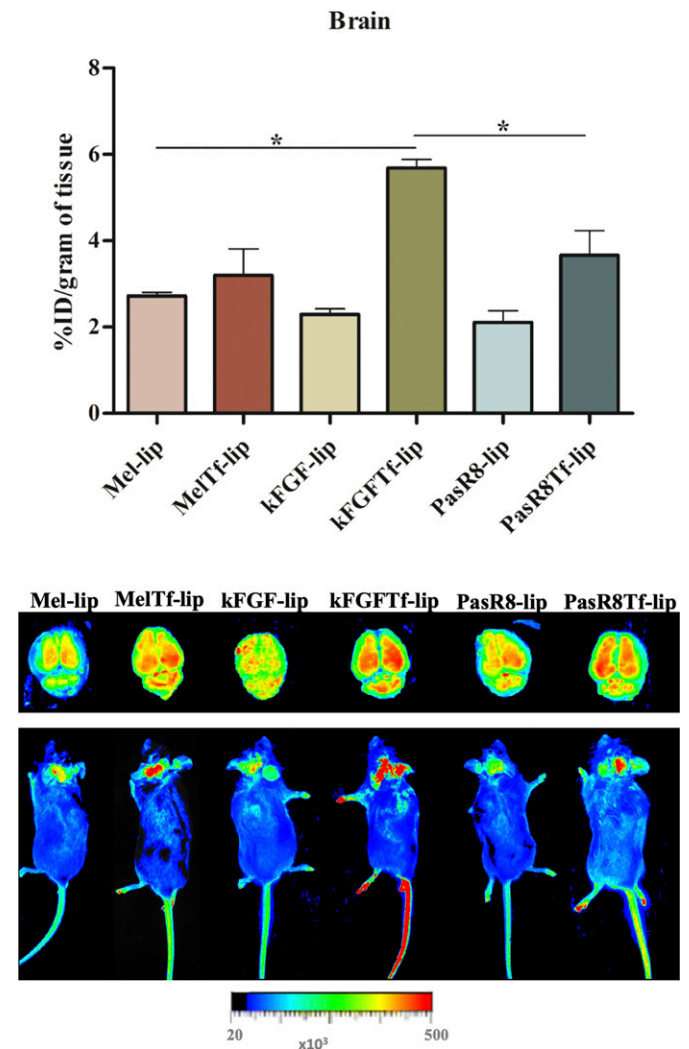 Brain
%ID/gram of tissue
8
6
4
2
0
*
*
Mel-lip
MelTf-lip
kFGF-lip
kFGFTf-lip
PasR8-lip
PasR8Tf-lip
Mel-lip MelTf-lip kFGF-lip kFGFTf-lip PasR8-lip PasR8Tf-lip
20 500
x10³